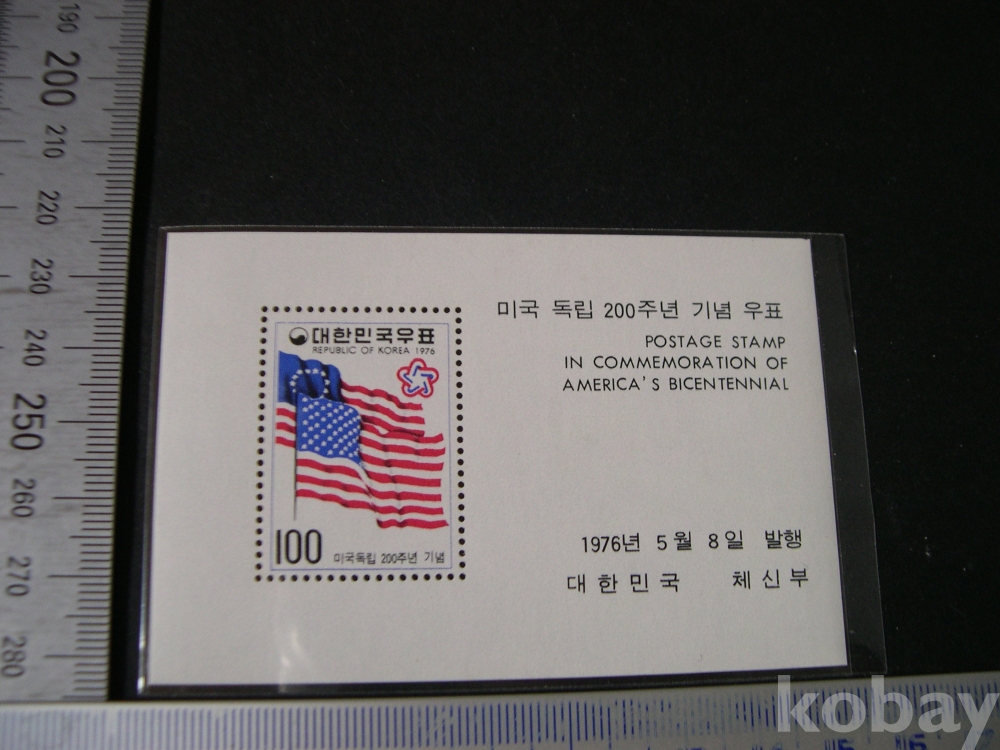 190
200
210
220
230
240
250
260
270
280
대한민국우표
REPUBLIC OF KOREA 1976
100
미국독립 200주년 기념
미국 독립 200주년 기념 우표
POSTAGE STAMP
IN COMMEMORATION OF
AMERICA'S BICENTENNIAL
1976년 5월 8일 발행
대한민국 체신부
kobay